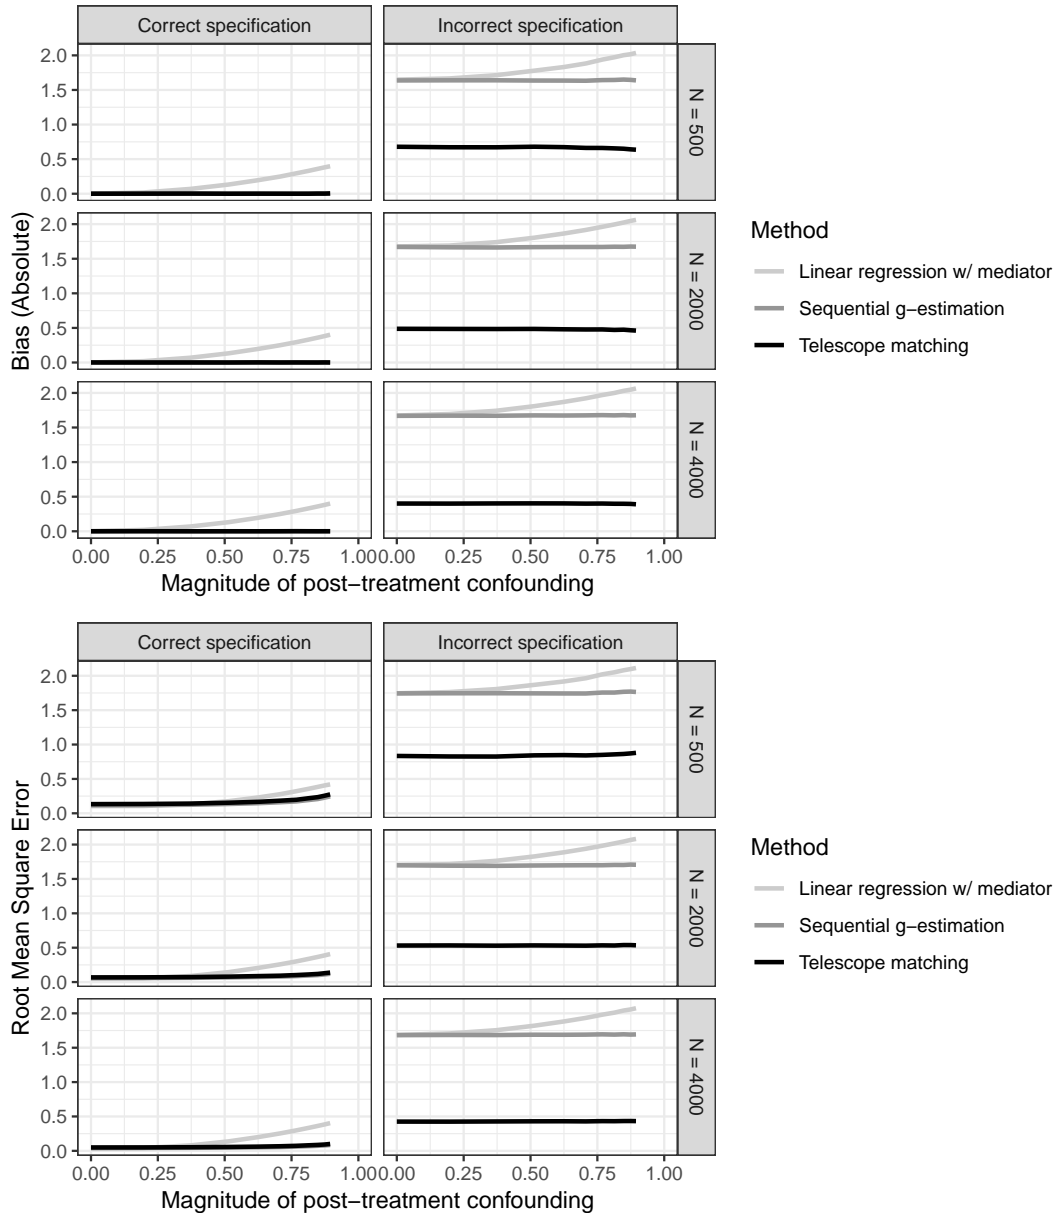 Correct specification
Incorrect specification
2.0
1.5
1.0
0.5
0.0
N = 500
2.0
1.5
1.0
0.5
0.0
N = 2000
2.0
1.5
1.0
0.5
0.0
N = 4000
Bias (Absolute)
0.00 0.25 0.50 0.75 1.00
0.00 0.25 0.50 0.75 1.00
Magnitude of post−treatment confounding
Method
Linear regression w/ mediator
Sequential g−estimation
Telescope matching
Correct specification
Incorrect specification
2.0
1.5
1.0
0.5
0.0
N = 500
2.0
1.5
1.0
0.5
0.0
N = 2000
2.0
1.5
1.0
0.5
0.0
N = 4000
Root Mean Square Error
0.00 0.25 0.50 0.75 1.00
0.00 0.25 0.50 0.75 1.00
Magnitude of post−treatment confounding
Method
Linear regression w/ mediator
Sequential g−estimation
Telescope matching